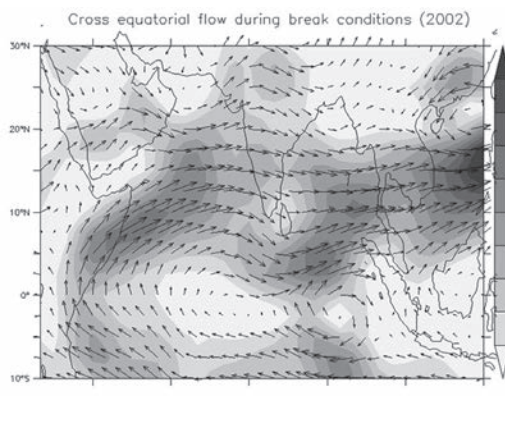 Cross equatorial flow during break conditions (2002)
30°N
20°N
10°N
0°
10°S